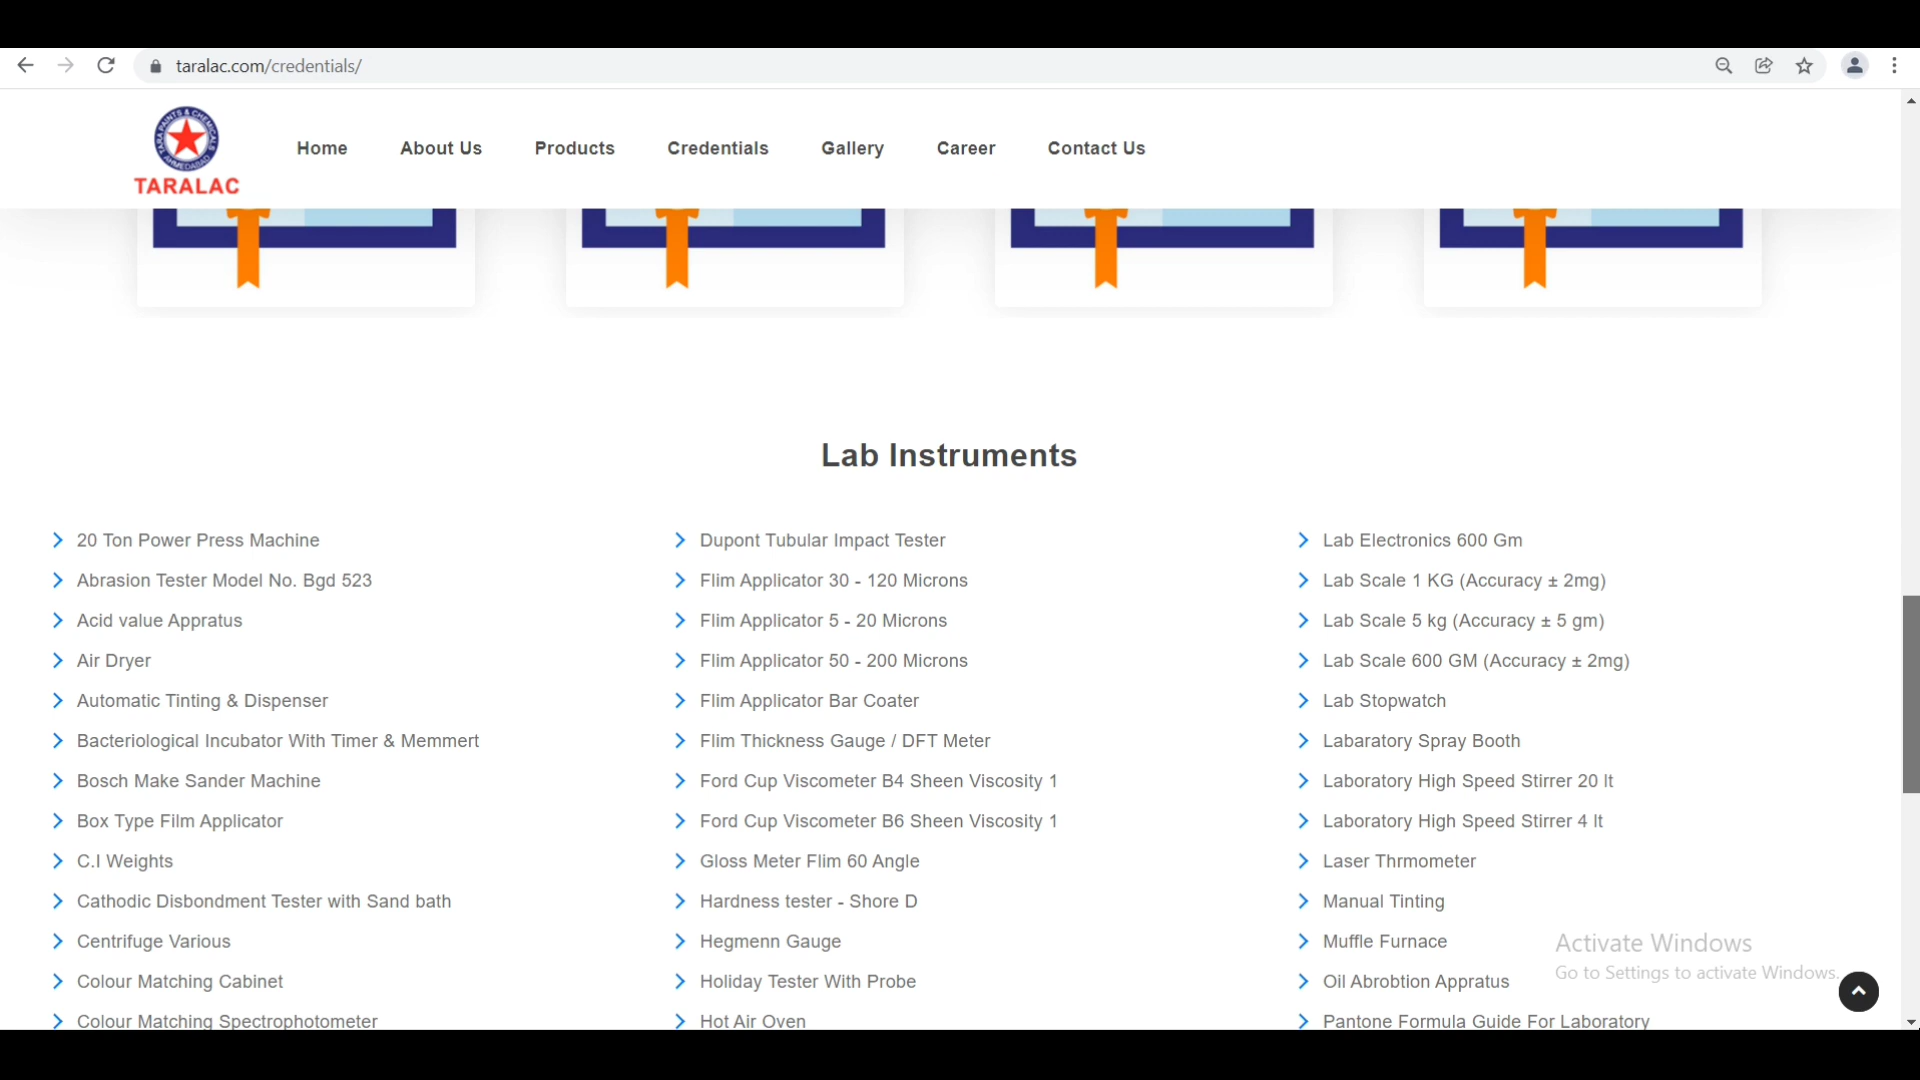 taralac.com/credentials/
TARA PAINTS & CHEMICALS
AHMEDABAD
TARALAC
Home
About Us
Products
Credentials
Gallery
Career
Contact Us
Lab Instruments
20 Ton Power Press Machine
Abrasion Tester Model No. Bgd 523
Acid value Appratus
Air Dryer
Automatic Tinting & Dispenser
Bacteriological Incubator With Timer & Memmert
Bosch Make Sander Machine
Box Type Film Applicator
C.I Weights
Cathodic Disbondment Tester with Sand bath
Centrifuge Various
Colour Matching Cabinet
Colour Matching Spectrophotometer
Dupont Tubular Impact Tester
Flim Applicator 30 - 120 Microns
Flim Applicator 5 - 20 Microns
Flim Applicator 50 - 200 Microns
Flim Applicator Bar Coater
Flim Thickness Gauge / DFT Meter
Ford Cup Viscometer B4 Sheen Viscosity 1
Ford Cup Viscometer B6 Sheen Viscosity 1
Gloss Meter Flim 60 Angle
Hardness tester - Shore D
Hegmenn Gauge
Holiday Tester With Probe
Hot Air Oven
Lab Electronics 600 Gm
Lab Scale 1 KG (Accuracy ± 2mg)
Lab Scale 5 kg (Accuracy ± 5 gm)
Lab Scale 600 GM (Accuracy ± 2mg)
Lab Stopwatch
Labaratory Spray Booth
Laboratory High Speed Stirrer 20 lt
Laboratory High Speed Stirrer 4 lt
Laser Thrmometer
Manual Tinting
Muffle Furnace
Oil Abrobtion Appratus
Pantone Formula Guide For Laboratory
Activate Windows
Go to Settings to activate Windows.